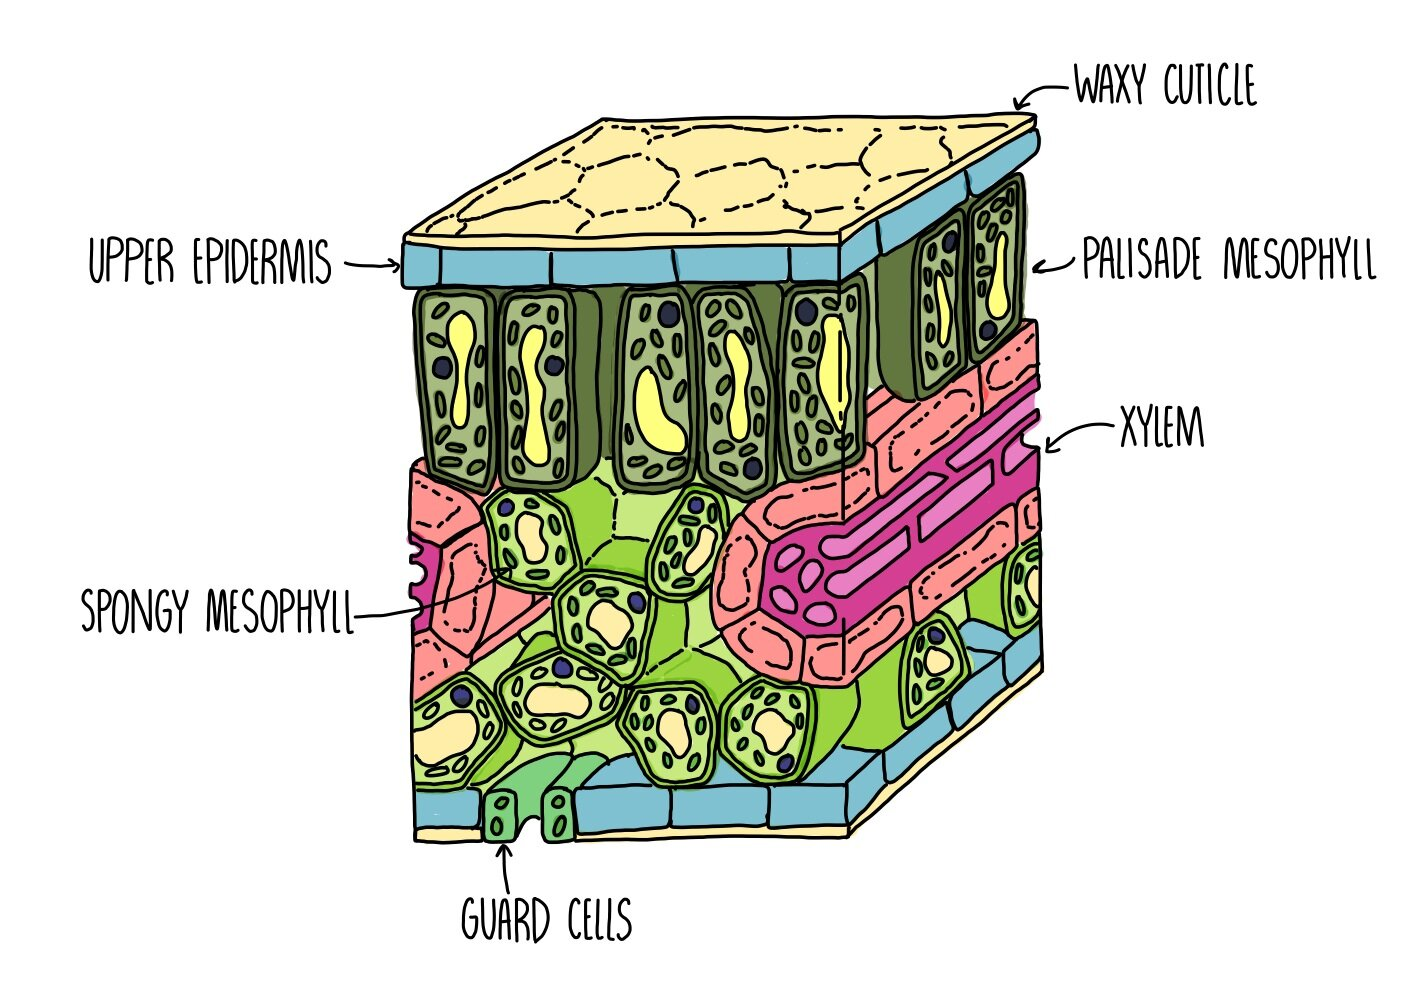 WAXY CUTICLE
UPPER EPIDERMIS
PALISADE MESOPHYLL
XYLEM
SPONGY MESOPHYLL
GUARD CELLS